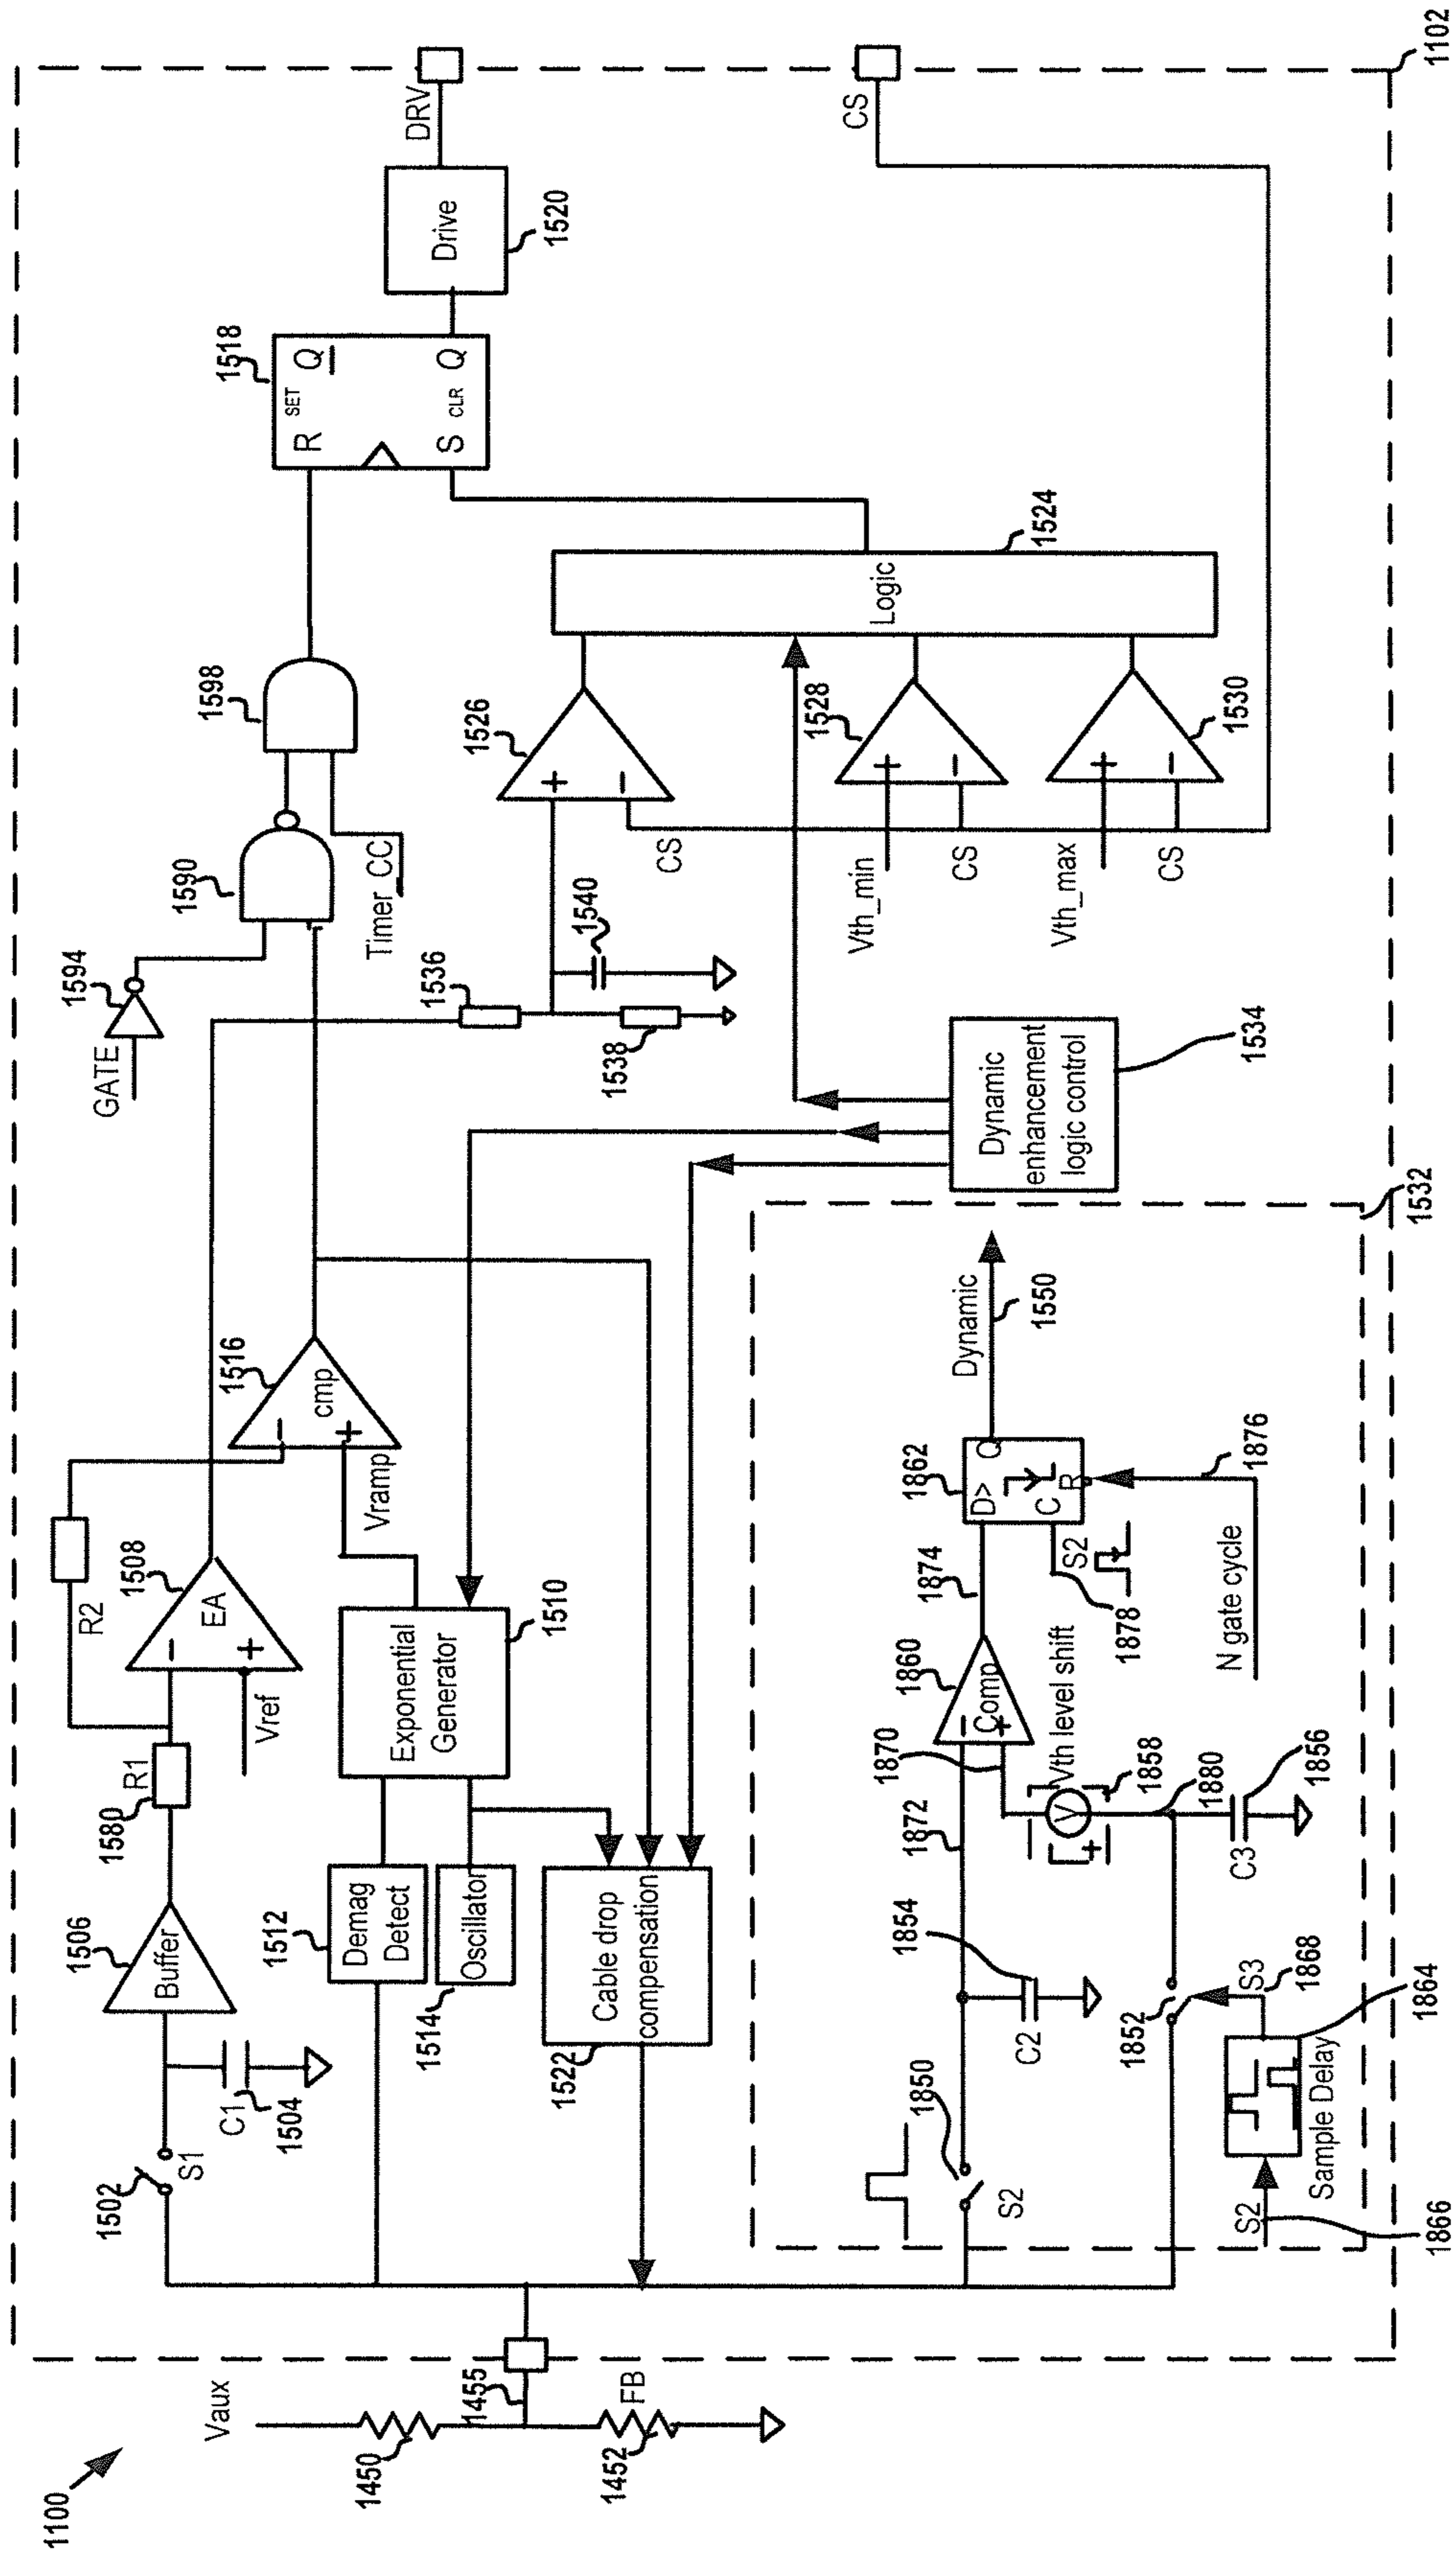 1100
Vaux
1450
1455
FB
1452
1102
1502
S1
C1
1504
1506
Buffer
1580
R1
R2
1508
EA
Vref
1516
cmp
Vramp
1512
Demag
Detect
1514
Oscillator
Exponential
Generator
1510
1522
Cable drop
compensation
GATE
1594
1590
Timer_CC
1598
1518
R
SET
Q
S
CLR
Q
Drive
1520
DRV
CS
1536
1538
1540
1526
+
−
CS
Vth_min
1528
+
−
CS
Vth_max
1530
+
−
CS
Logic
1524
Dynamic
enhancement
logic control
1534
1532
1850
S2
1854
C2
1872
1870
1860
Comp
−
+
Vth level shift
V
1858
1880
1856
C3
1852
S3
1868
1864
Sample Delay
S2
1866
1874
1862
D>
Q
C
R
S2
1878
N gate cycle
1876
Dynamic
1550